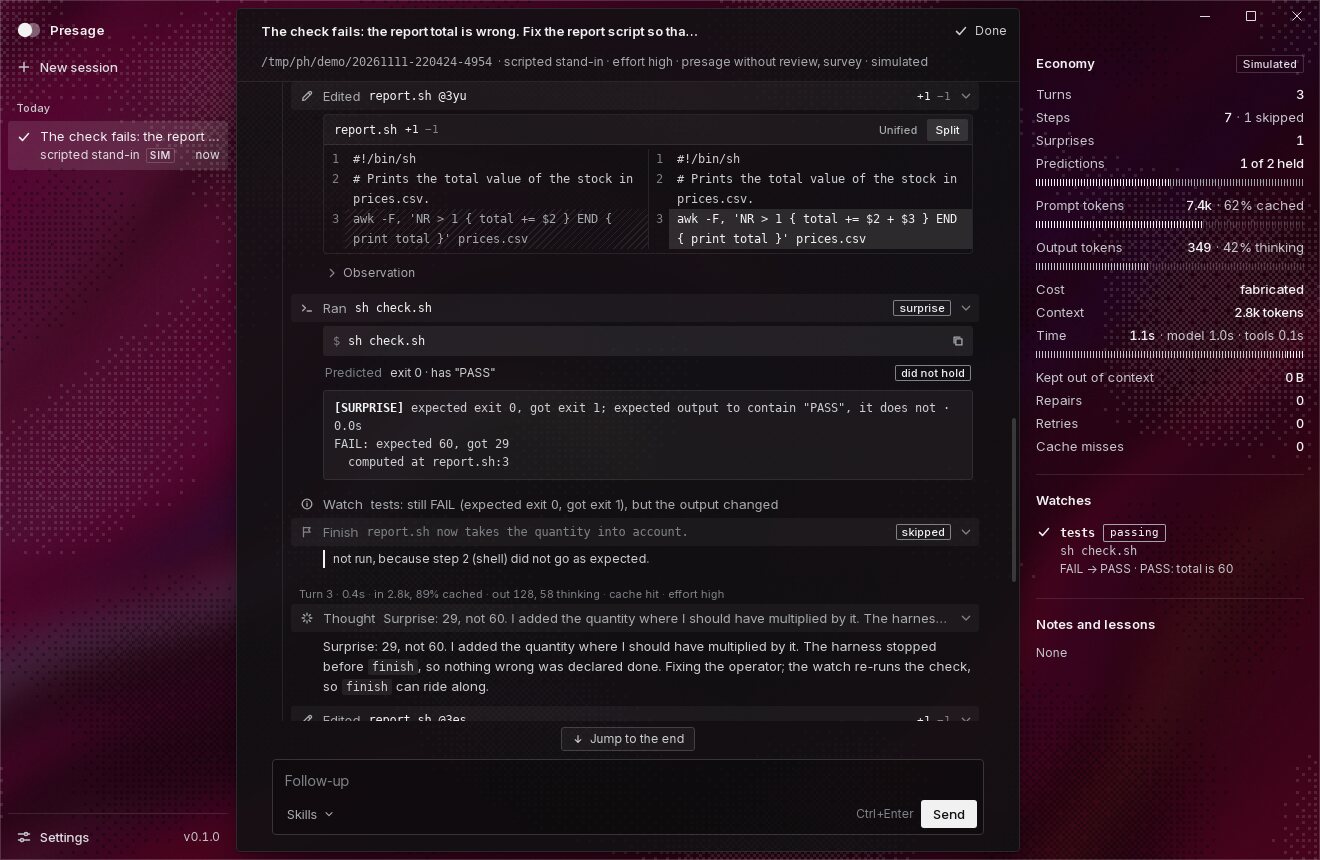 Presage
New session
Today
The check fails: the report ...
scripted stand-in SIM now
Settings v0.1.0
The check fails: the report total is wrong. Fix the report script so tha... Done
/tmp/ph/demo/20261111-220424-4954 · scripted stand-in · effort high · presage without review, survey · simulated
Edited report.sh @3yu +1 −1
report.sh +1 −1 Unified Split
1 #!/bin/sh
2 # Prints the total value of the stock in
prices.csv.
3 awk -F, 'NR > 1 { total += $2 } END {
print total }' prices.csv
1 #!/bin/sh
2 # Prints the total value of the stock in
prices.csv.
3 awk -F, 'NR > 1 { total += $2 + $3 } END
{ print total }' prices.csv
Observation
Ran sh check.sh surprise
$ sh check.sh
Predicted exit 0 · has "PASS" did not hold
[SURPRISE] expected exit 0, got exit 1; expected output to contain "PASS", it does not ·
0.0s
FAIL: expected 60, got 29
computed at report.sh:3
Watch tests: still FAIL (expected exit 0, got exit 1), but the output changed
Finish report.sh now takes the quantity into account. skipped
not run, because step 2 (shell) did not go as expected.
Turn 3 · 0.4s · in 2.8k, 89% cached · out 128, 58 thinking · cache hit · effort high
Thought Surprise: 29, not 60. I added the quantity where I should have multiplied by it. The harnes...
Surprise: 29, not 60. I added the quantity where I should have multiplied by it. The harness stopped
before finish, so nothing wrong was declared done. Fixing the operator; the watch re-runs the check,
so finish can ride along.
Edited report.sh @3es +1 −1
Jump to the end
Follow-up
Skills Ctrl+Enter Send
Economy Simulated
Turns 3
Steps 7 · 1 skipped
Surprises 1
Predictions 1 of 2 held
Prompt tokens 7.4k · 62% cached
Output tokens 349 · 42% thinking
Cost fabricated
Context 2.8k tokens
Time 1.1s · model 1.0s · tools 0.1s
Kept out of context 0 B
Repairs 0
Retries 0
Cache misses 0
Watches
tests passing
sh check.sh
FAIL → PASS · PASS: total is 60
Notes and lessons
None